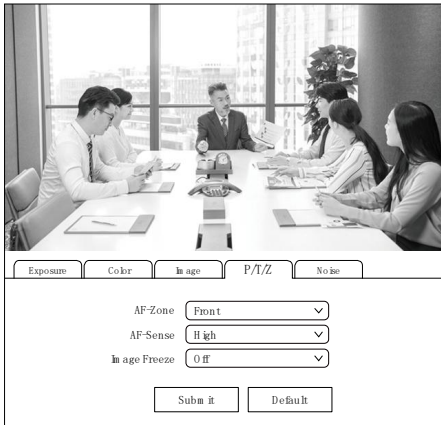 Exposure Color Image P/T/Z Noise
AF-Zone Front
AF-Sense High
Image Freeze Off
Submit Default